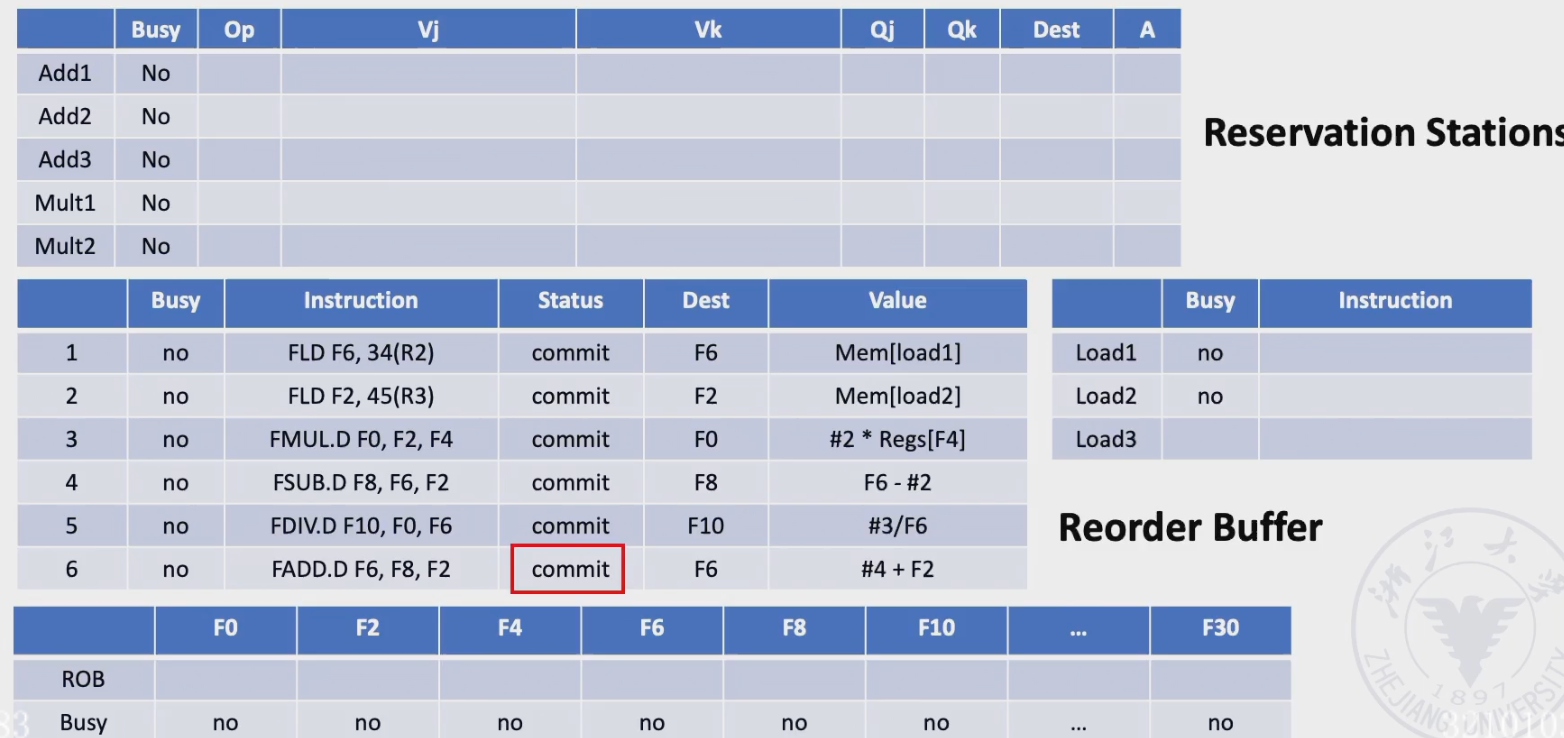 Busy Op Vj Vk Qj Qk Dest A
Add1 No
Add2 No
Add3 No
Mult1 No
Mult2 No
Reservation Stations
Busy Instruction Status Dest Value
1 no FLD F6, 34(R2) commit F6 Mem[load1]
2 no FLD F2, 45(R3) commit F2 Mem[load2]
3 no FMUL.D F0, F2, F4 commit F0 #2 * Regs[F4]
4 no FSUB.D F8, F6, F2 commit F8 F6 - #2
5 no FDIV.D F10, F0, F6 commit F10 #3/F6
6 no FADD.D F6, F8, F2 commit F6 #4 + F2
Busy Instruction
Load1 no
Load2 no
Load3
Reorder Buffer
F0 F2 F4 F6 F8 F10 ... F30
ROB
Busy no no no no no no ... no
浙江大学
1897
ZHEJIANG UNIVERSITY